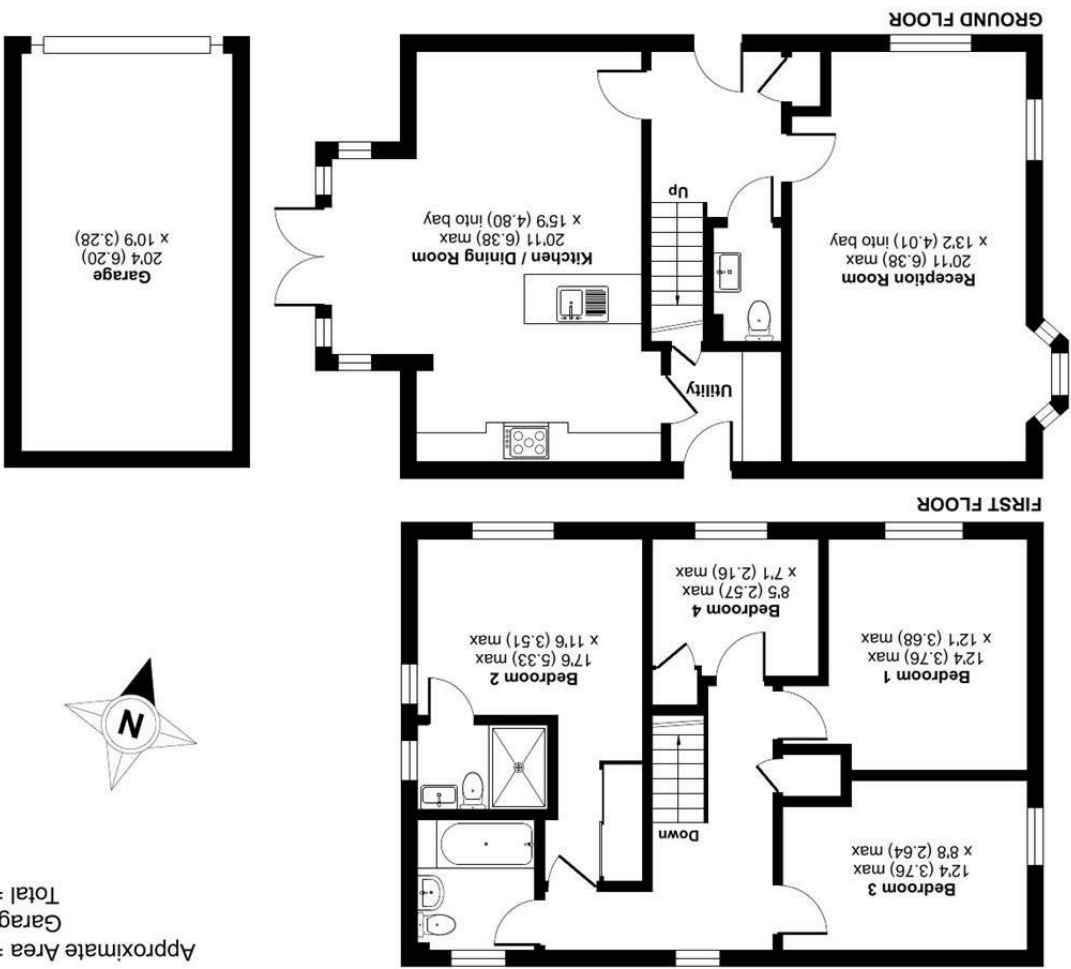 Approximate Area =
Garag
Total =
N
Bedroom 3
12'4 (3.76) max
x 8'8 (2.64) max
Down
Bedroom 1
12'4 (3.76) max
x 12'1 (3.68) max
Bedroom 4
8'5 (2.57) max
x 7'1 (2.16) max
Bedroom 2
17'6 (5.33) max
x 11'6 (3.51) max
FIRST FLOOR
Utility
Reception Room
20'11 (6.38) max
x 13'2 (4.01) into bay
Up
Kitchen / Dining Room
20'11 (6.38) max
x 15'9 (4.80) into bay
Garage
20'4 (6.20)
x 10'9 (3.28)
GROUND FLOOR